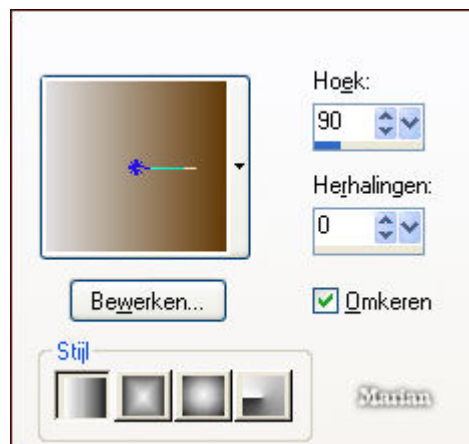 Hoek:
90
Herhalingen:
0
Bewerken...
Omkeren
Stijl
Marian